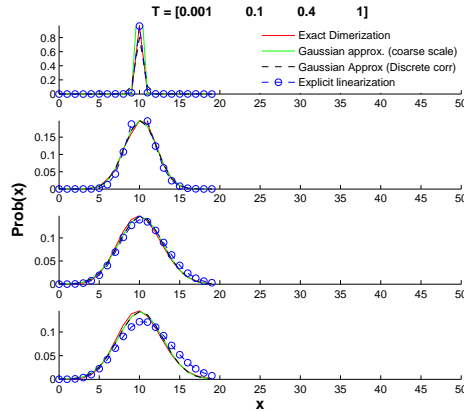 T = [0.001 0.1 0.4 1]
Exact Dimerization
Gaussian approx. (coarse scale)
Gaussian Approx (Discrete corr)
Explicit linearization
0.8
0.6
0.4
0.2
0
0 5 10 15 20 25 30 35 40 45 50
0.15
0.1
0.05
0
0 5 10 15 20 25 30 35 40 45 50
0.1
0.05
0
0 5 10 15 20 25 30 35 40 45 50
0.1
0.05
0
0 5 10 15 20 25 30 35 40 45 50
Prob(x)
x